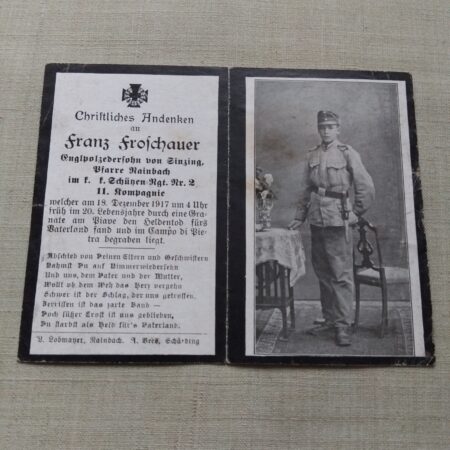 Christliches Andenken
an
Franz Froschauer
Englpolzedersohn von Sinzing,
Pfarre Rainbach
im k. k. Schützen-Rgt. Nr. 2
11. Kompagnie
welcher am 18. Dezember 1917 um 4 Uhr
früh im 20. Lebensjahre durch eine Gra-
nate am Piave den Heldentod fürs
Vaterland fand und im Campo di Pie-
tra begraben liegt.
Abschied von Deinen Eltern und Geschwistern
Nahmst Du auf Nimmerwiedersehn
Und uns, dem Vater und der Mutter,
Wollt ob dem Weh das Herz vergehn
Schwer ist der Schlag, der uns getroffen,
Zerrissen ist das zarte Band —
Doch süßer Trost ist uns geblieben,
Du starbst als Held für's Vaterland.
L. Lobmayer, Rainbach. A. Schärding